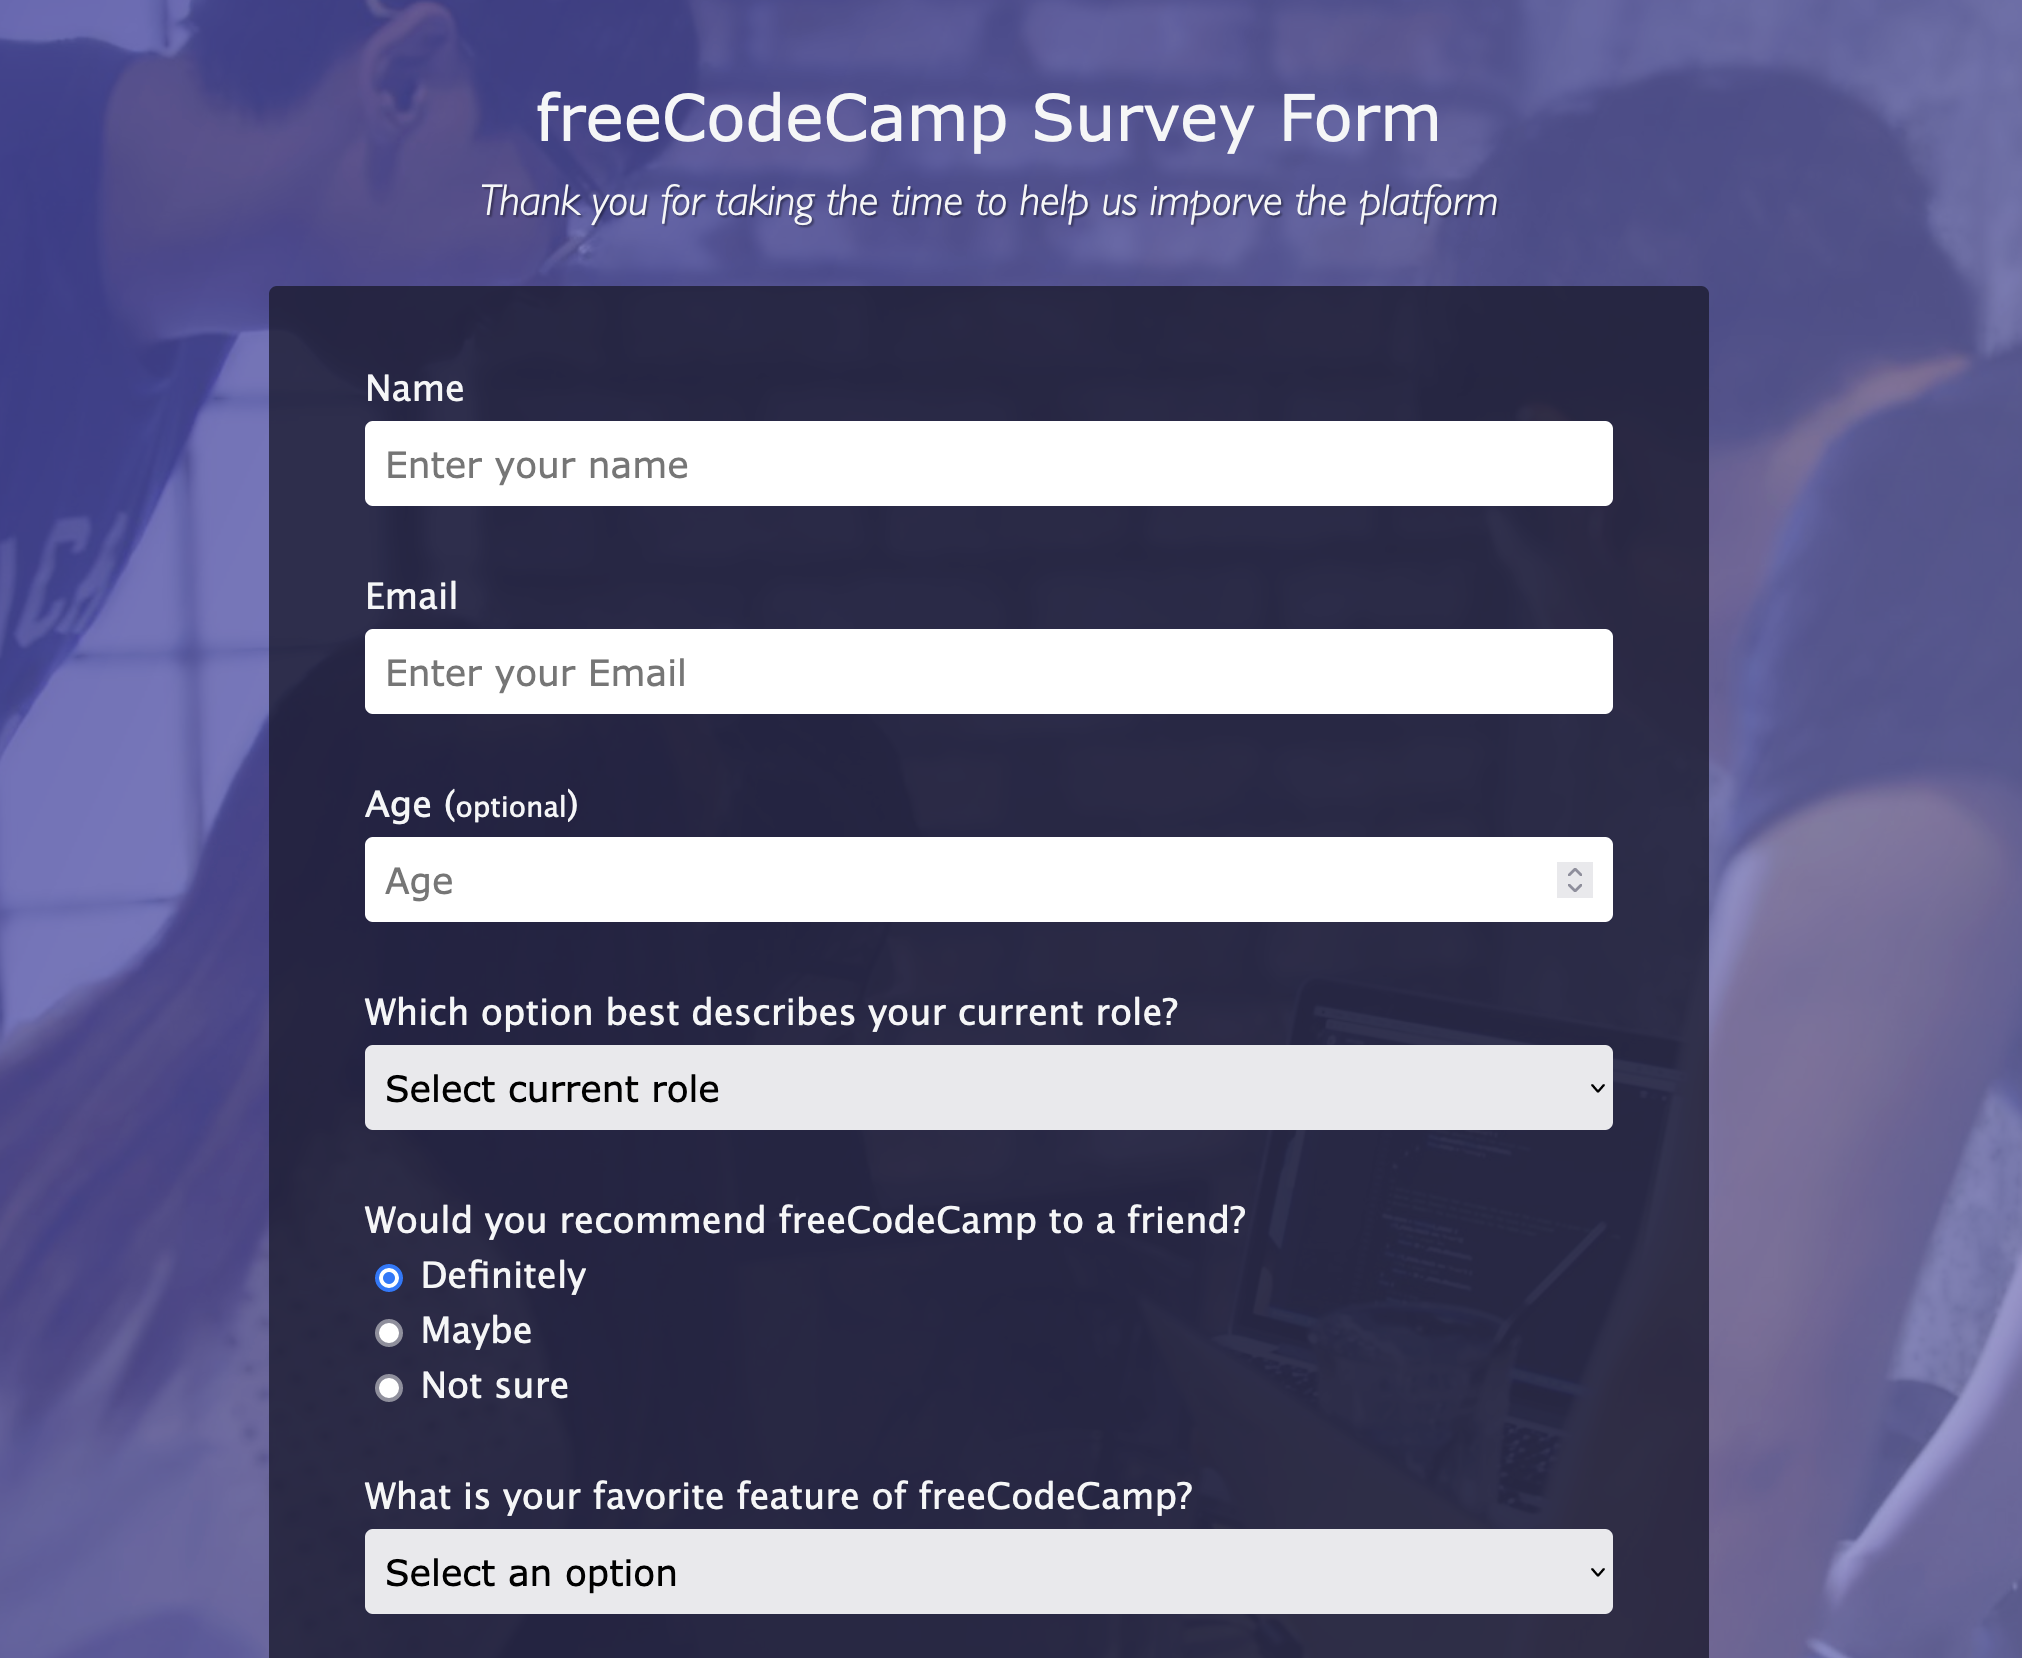 freeCodeCamp Survey Form
Thank you for taking the time to help us imporve the platform
Name
Enter your name
Email
Enter your Email
Age (optional)
Age
Which option best describes your current role?
Select current role
Would you recommend freeCodeCamp to a friend?
Definitely
Maybe
Not sure
What is your favorite feature of freeCodeCamp?
Select an option